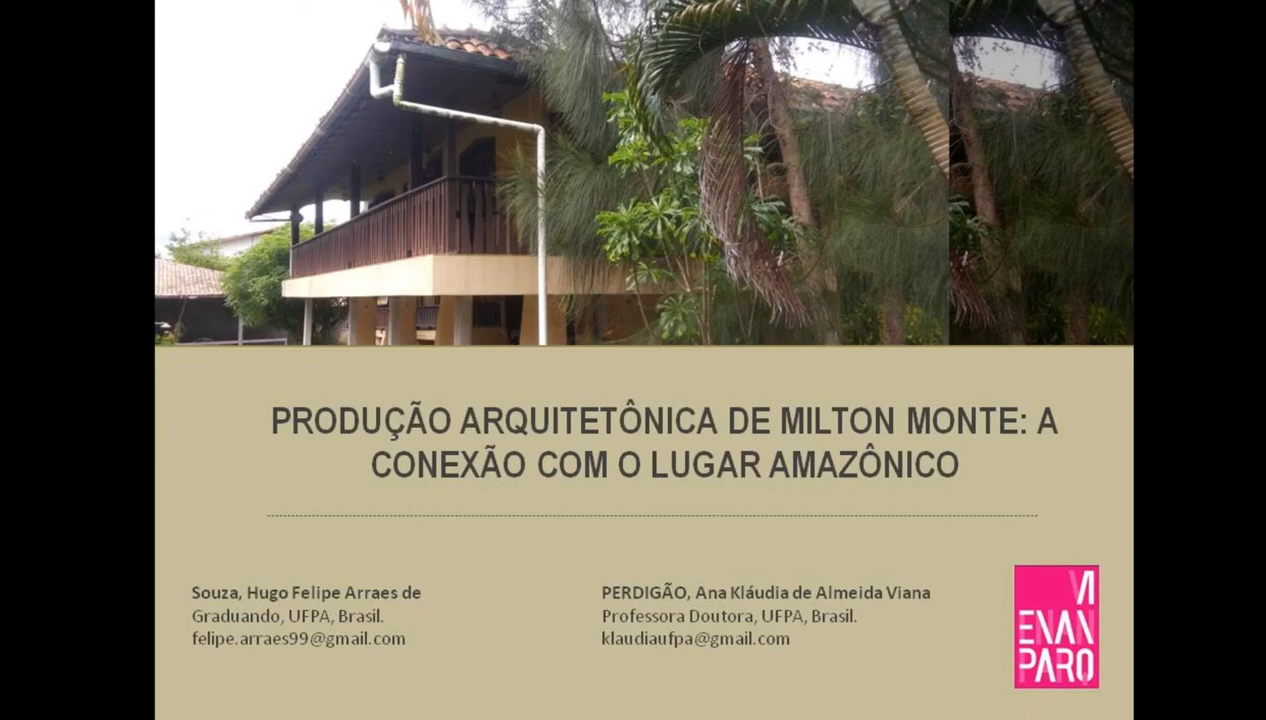 PRODUÇÃO ARQUITETÔNICA DE MILTON MONTE: A
CONEXÃO COM O LUGAR AMAZÔNICO
Souza, Hugo Felipe Arraes de
Graduando, UFPA, Brasil.
felipe.arraes99@gmail.com
PERDIGÃO, Ana Kláudia de Almeida Viana
Professora Doutora, UFPA, Brasil.
klaudiaufpa@gmail.com
VI
ENAN
PARQ